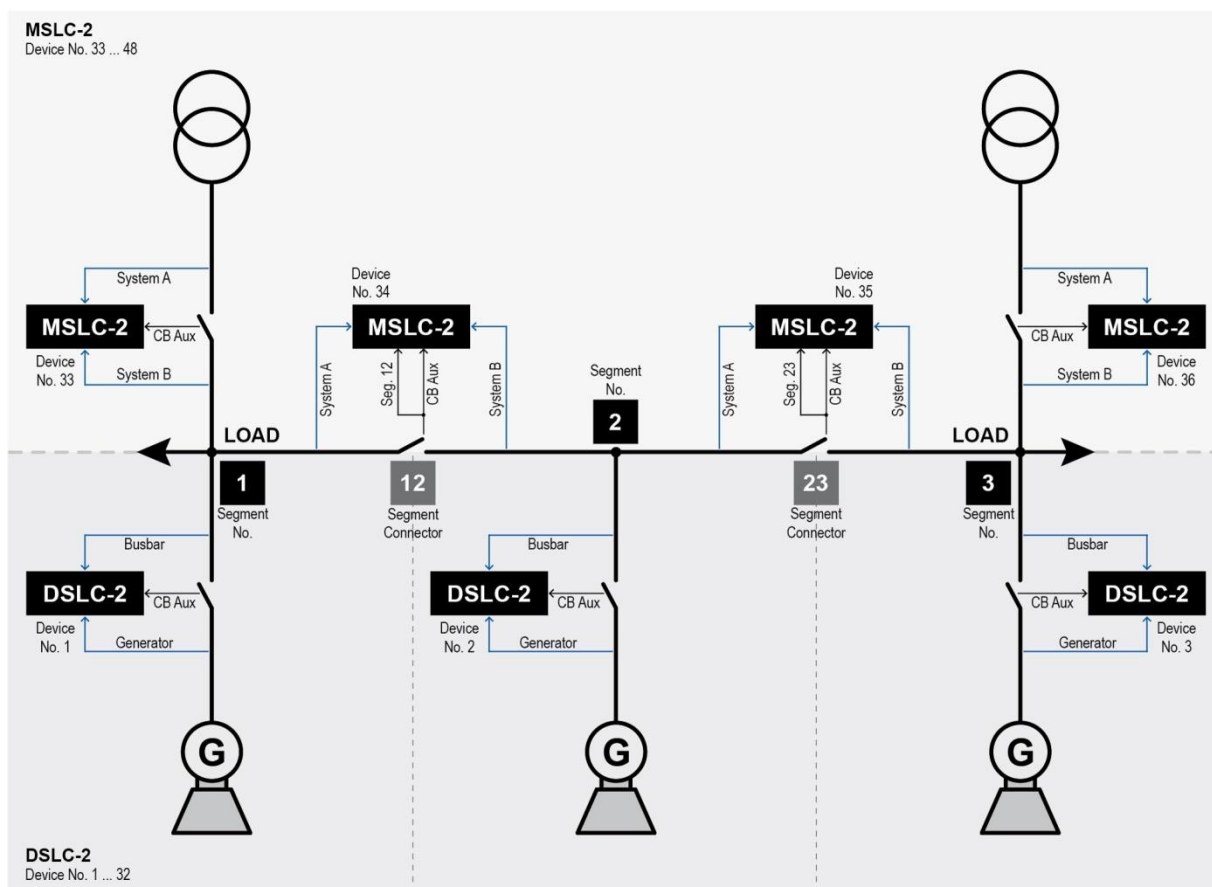 MSLC-2
Device No. 33 ... 48
System A
MSLC-2
CB Aux
Device
No. 33
System B
Device
No. 34
MSLC-2
System A
Seg. 12
CB Aux
System B
Segment
No.
2
Device
No. 35
MSLC-2
System A
Seg. 23
CB Aux
System B
System A
MSLC-2
CB Aux
Device
No. 36
System B
LOAD
LOAD
1
Segment
No.
12
Segment
Connector
23
Segment
Connector
3
Segment
No.
Busbar
DSLC-2
CB Aux
Device
No. 1
Generator
Busbar
DSLC-2
CB Aux
Device
No. 2
Generator
Busbar
DSLC-2
CB Aux
Device
No. 3
Generator
G
G
G
DSLC-2
Device No. 1 ... 32